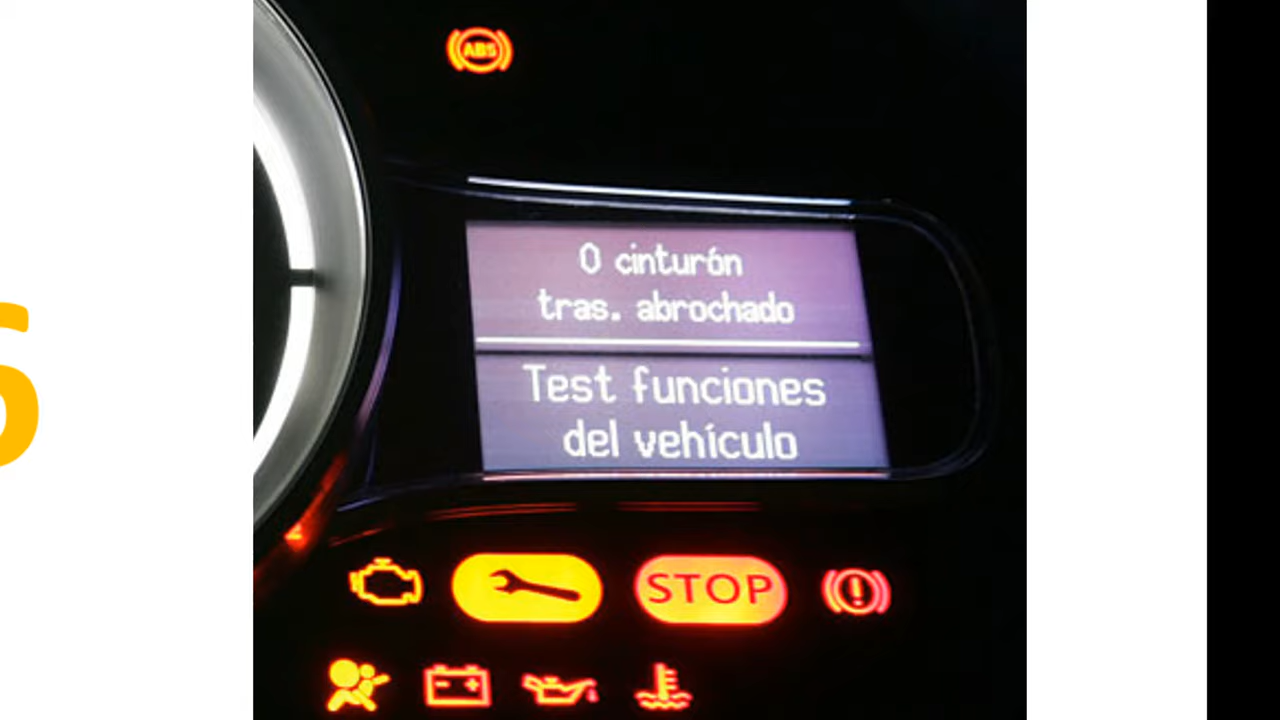 ABS
0 cinturón
tras. abrochado
Test funciones
del vehículo
STOP